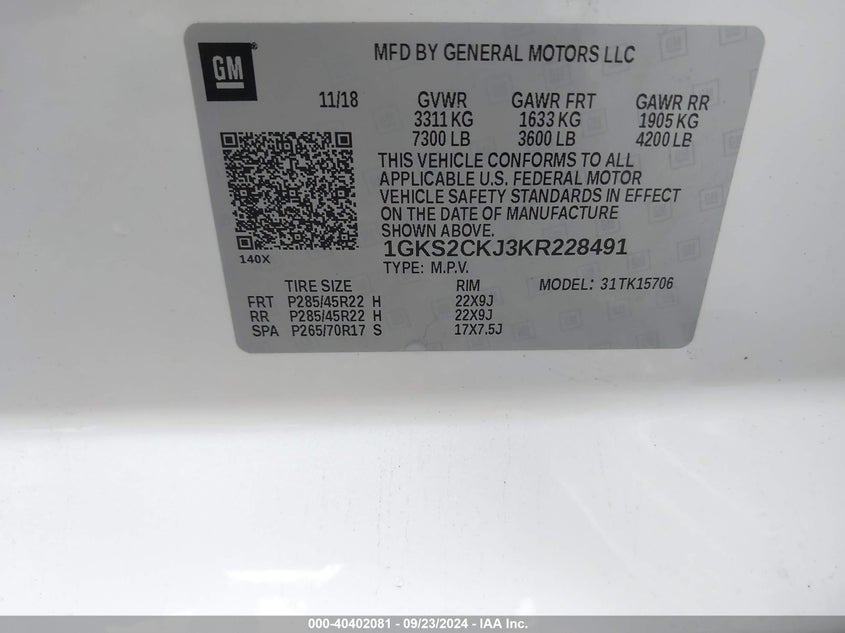 GM
MFD BY GENERAL MOTORS LLC
11/18 GVWR GAWR FRT GAWR RR
3311 KG 1633 KG 1905 KG
7300 LB 3600 LB 4200 LB
THIS VEHICLE CONFORMS TO ALL
APPLICABLE U.S. FEDERAL MOTOR
VEHICLE SAFETY STANDARDS IN EFFECT
ON THE DATE OF MANUFACTURE
SHOWN ABOVE.
1GKS2CKJ3KR228491
140X
TYPE: M.P.V.
TIRE SIZE RIM MODEL: 31TK15706
FRT P285/45R22 H 22X9J
RR P285/45R22 H 22X9J
SPA P265/70R17 S 17X7.5J
000-40402081 - 09/23/2024 - IAA Inc.